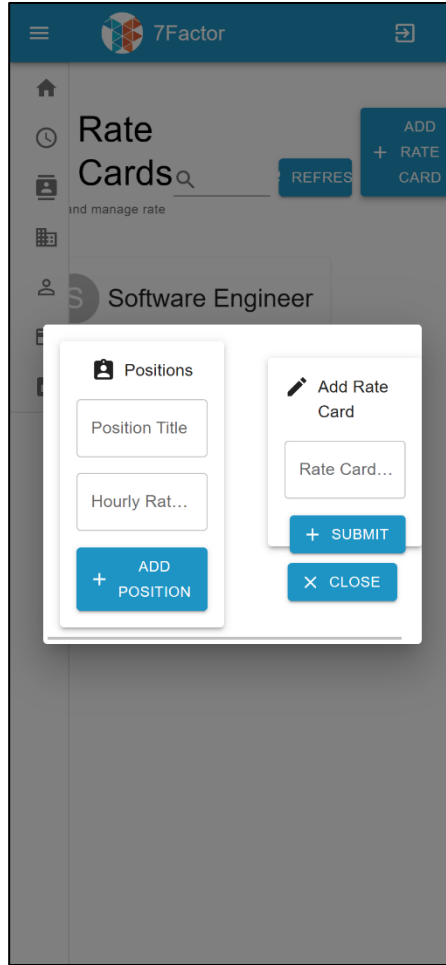 7Factor
Rate
Cards
REFRES
ADD
+ RATE
CARD
and manage rate
S Software Engineer
Positions
Position Title
Hourly Rat...
+ ADD
POSITION
Add Rate
Card
Rate Card...
+ SUBMIT
× CLOSE